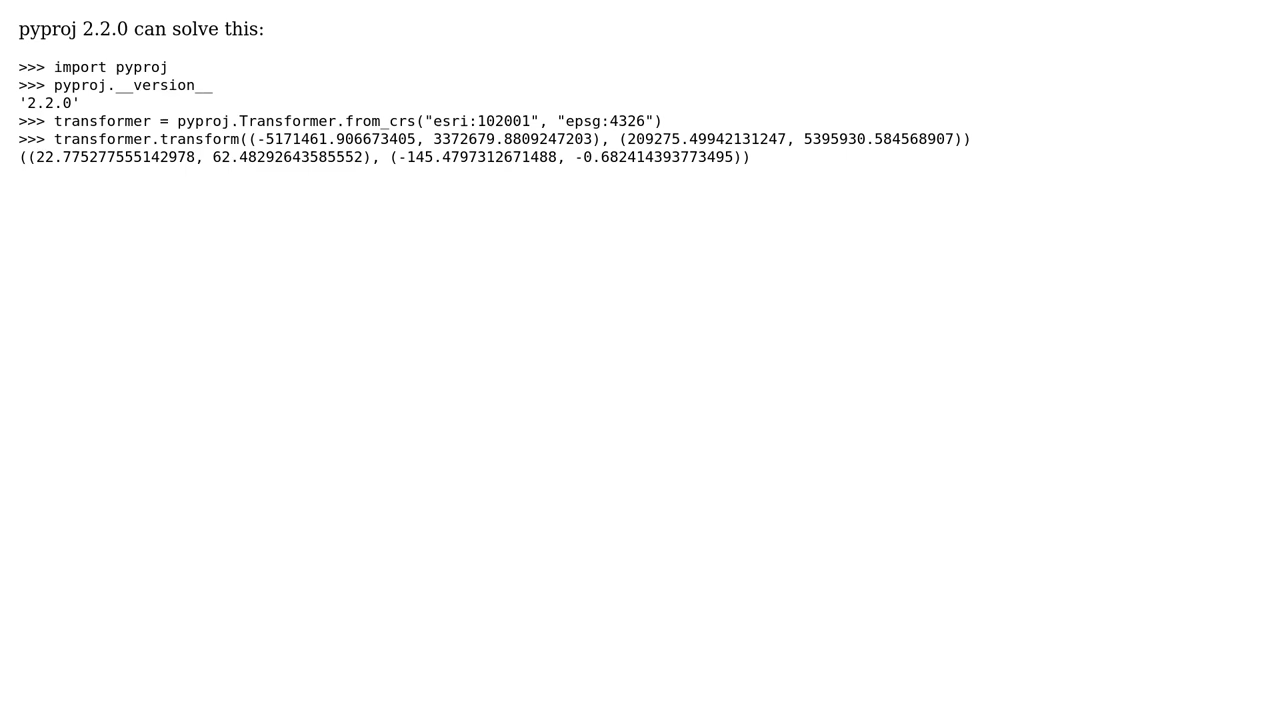 pyproj 2.2.0 can solve this:
>>> import pyproj
>>> pyproj.__version__
'2.2.0'
>>> transformer = pyproj.Transformer.from_crs("esri:102001", "epsg:4326")
>>> transformer.transform((-5171461.906673405, 3372679.8809247203), (209275.49942131247, 5395930.584568907))
((22.775277555142978, 62.48292643585552), (-145.4797312671488, -0.682414393773495))